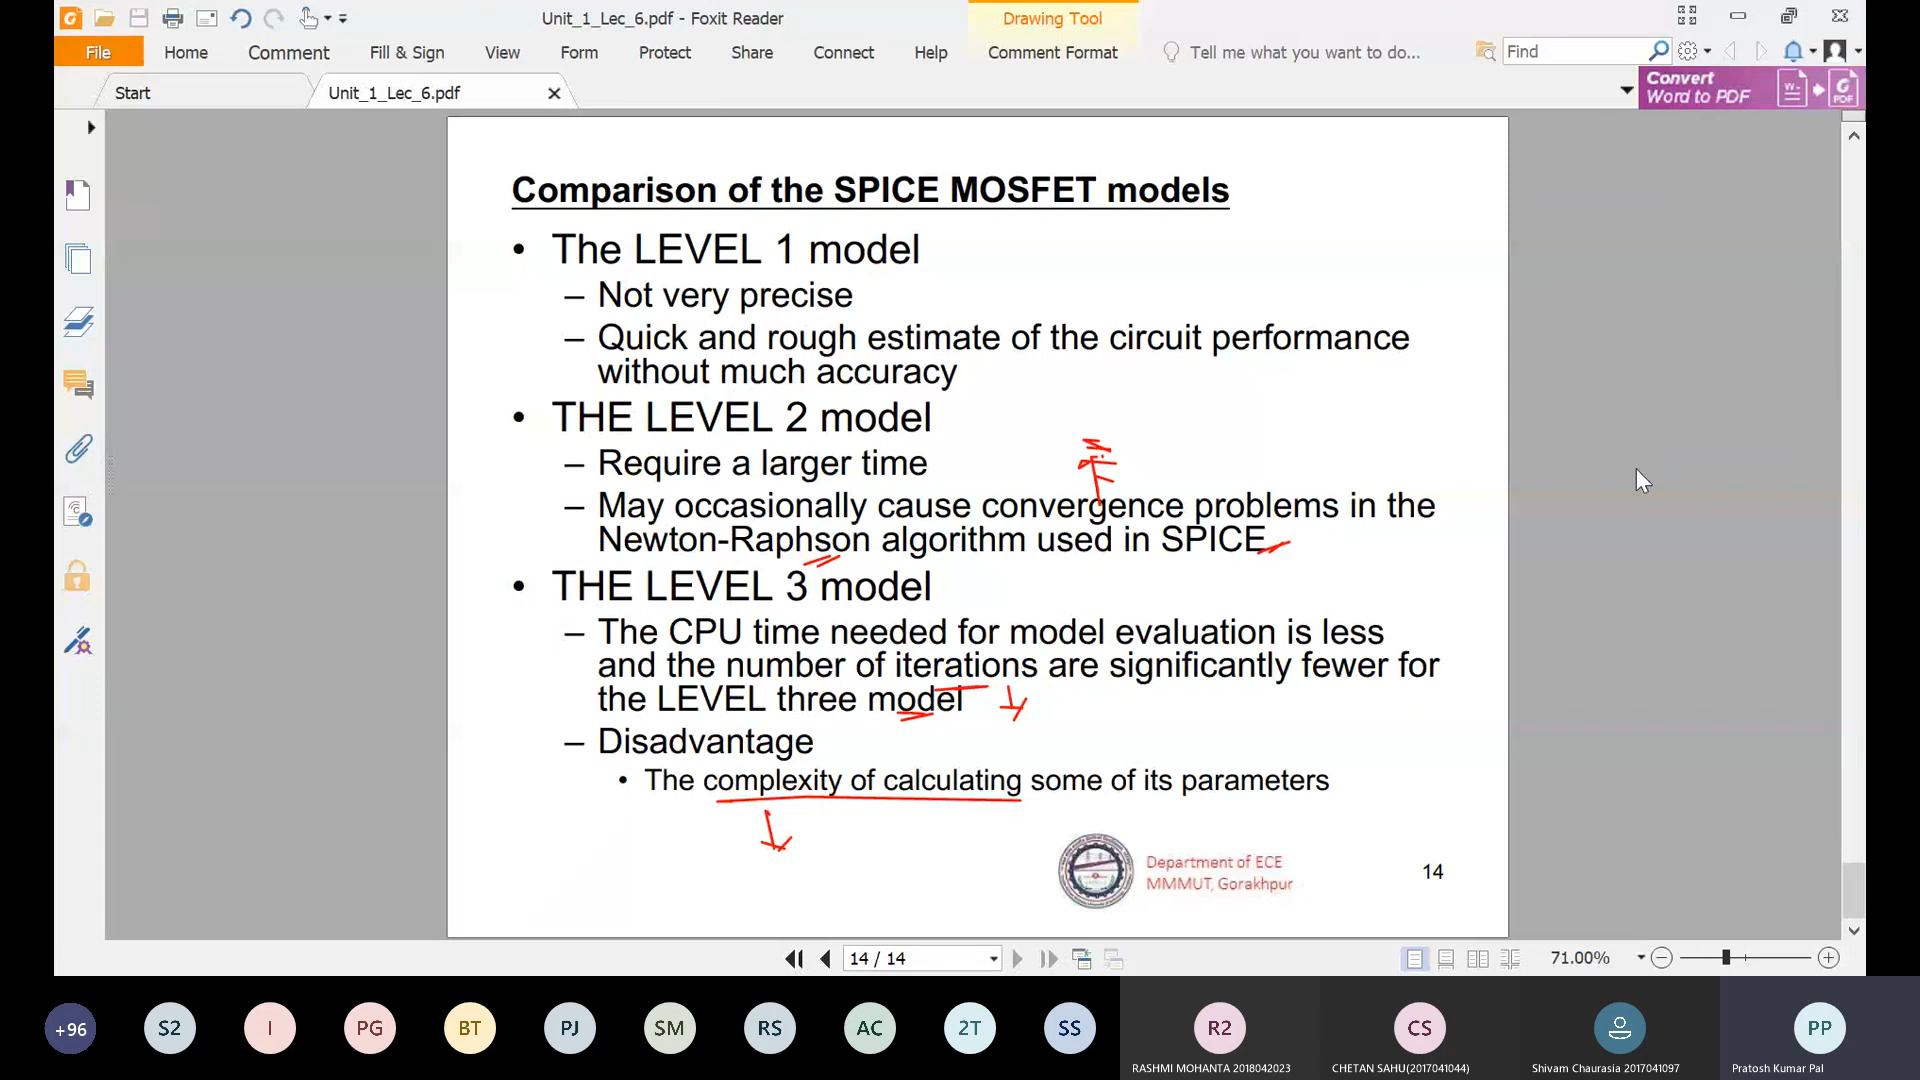 Unit_1_Lec_6.pdf - Foxit Reader
Drawing Tool
File Home Comment Fill & Sign View Form Protect Share Connect Help Comment Format Tell me what you want to do... Find
Start Unit_1_Lec_6.pdf
Convert
Word to PDF
Comparison of the SPICE MOSFET models
• The LEVEL 1 model
– Not very precise
– Quick and rough estimate of the circuit performance
without much accuracy
• THE LEVEL 2 model
– Require a larger time
– May occasionally cause convergence problems in the
Newton-Raphson algorithm used in SPICE
• THE LEVEL 3 model
– The CPU time needed for model evaluation is less
and the number of iterations are significantly fewer for
the LEVEL three model
– Disadvantage
• The complexity of calculating some of its parameters
Department of ECE
MMMUT, Gorakhpur
14
14 / 14
71.00%
+96 S2 I PG BT PJ SM RS AC 2T SS R2 CS PP
RASHMI MOHANTA 2018042023 CHETAN SAHU(2017041044) Shivam Chaurasia 2017041097 Pratosh Kumar Pal